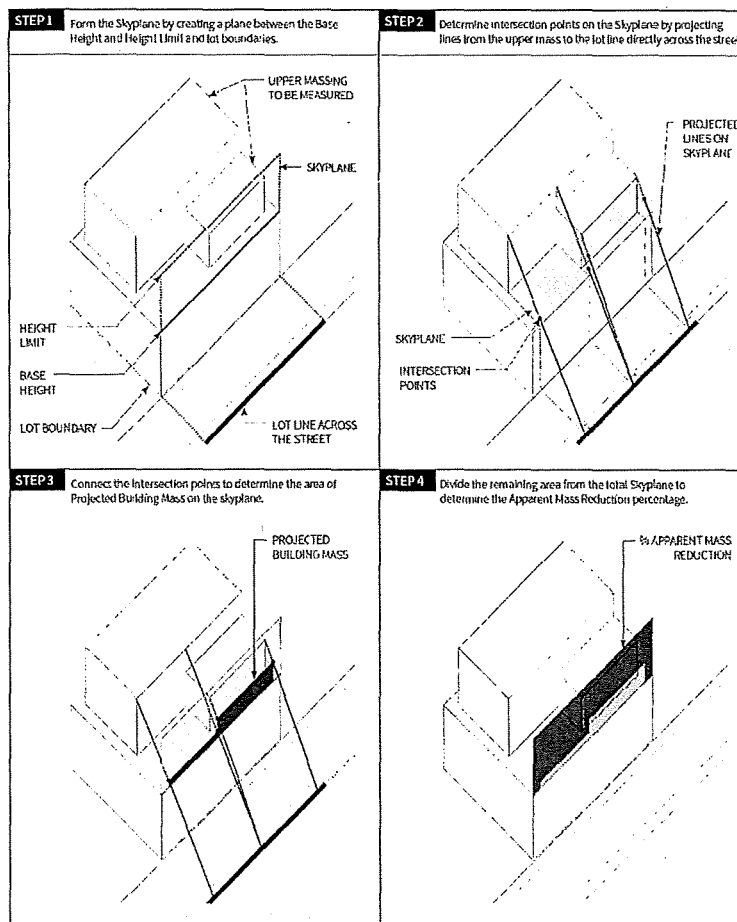 STEP 1 Form the Skyplane by creating a plane between the Base
Height and Height Limit and lot boundaries.
UPPER MASSING
TO BE MEASURED
SKYPLANE
HEIGHT
LIMIT
BASE
HEIGHT
LOT BOUNDARY
LOT LINE ACROSS
THE STREET
STEP 2 Determine intersection points on the Skyplane by projecting
lines from the upper mass to the lot line directly across the street
PROJECTED
LINES ON
SKYPLANE
SKYPLANE
INTERSECTION
POINTS
STEP 3 Connect the intersection points to determine the area of
Projected Building Mass on the skyplane.
PROJECTED
BUILDING MASS
STEP 4 Divide the remaining area from the total Skyplane to
determine the Apparent Mass Reduction percentage.
% APPARENT MASS
REDUCTION